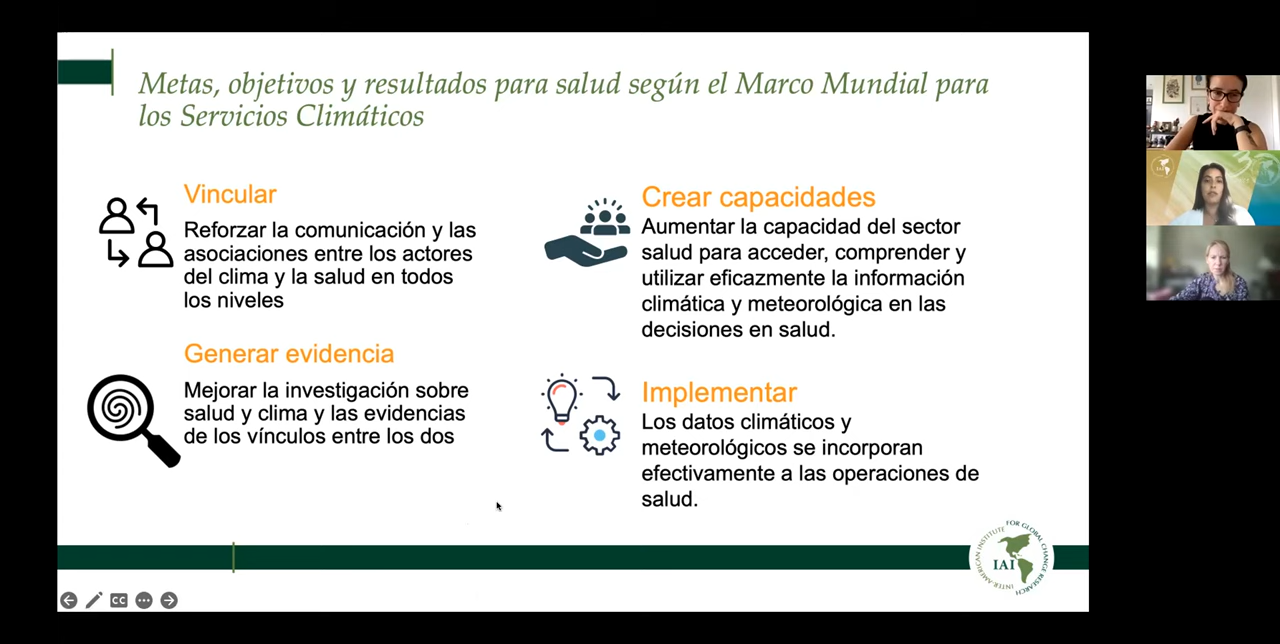 Metas, objetivos y resultados para salud según el Marco Mundial para
los Servicios Climáticos
Vincular
Reforzar la comunicación y las
asociaciones entre los actores
del clima y la salud en todos
los niveles
Generar evidencia
Mejorar la investigación sobre
salud y clima y las evidencias
de los vínculos entre los dos
Crear capacidades
Aumentar la capacidad del sector
salud para acceder, comprender y
utilizar eficazmente la información
climática y meteorológica en las
decisiones en salud.
Implementar
Los datos climáticos y
meteorológicos se incorporan
efectivamente a las operaciones de
salud.
INTER-AMERICAN INSTITUTE FOR GLOBAL CHANGE RESEARCH
IAI
CC
IAI